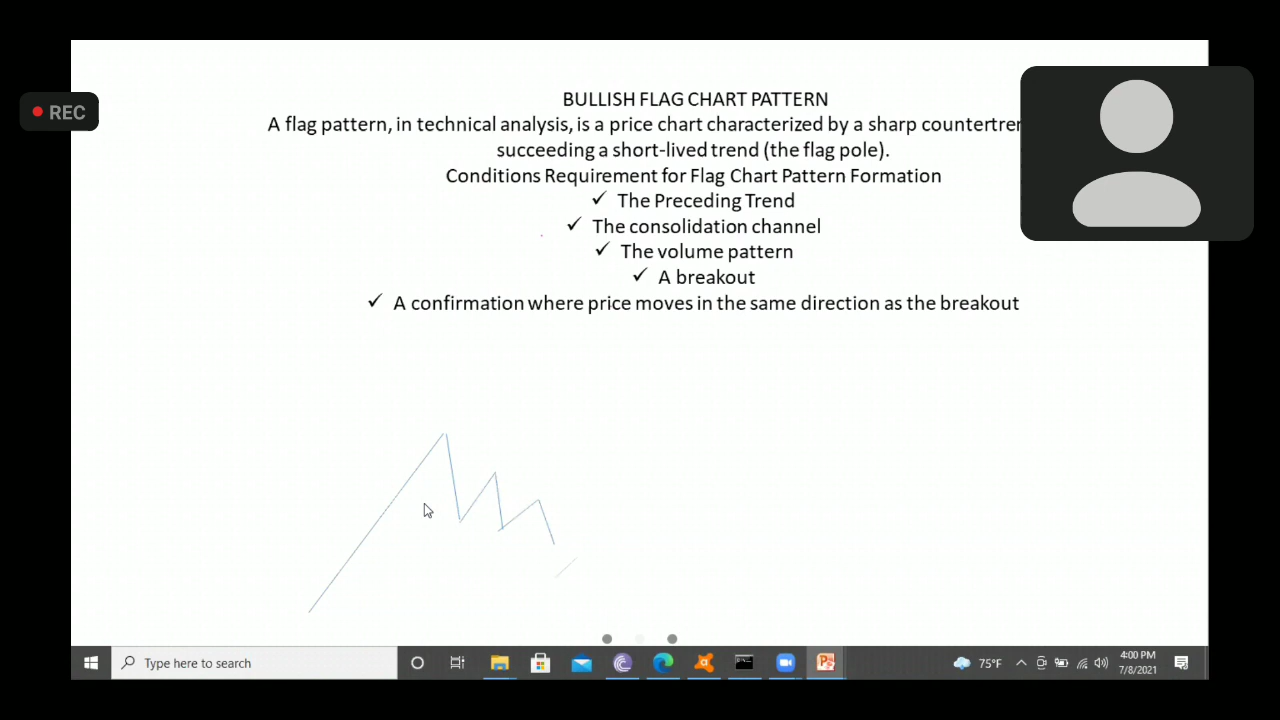 REC
BULLISH FLAG CHART PATTERN
A flag pattern, in technical analysis, is a price chart characterized by a sharp
succeeding a short-lived trend (the flag pole).
Conditions Requirement for Flag Chart Pattern Formation
✓ The Preceding Trend
✓ The consolidation channel
✓ The volume pattern
✓ A breakout
✓ A confirmation where price moves in the same direction as the breakout
Type here to search
75°F
4:00 PM
7/8/2021